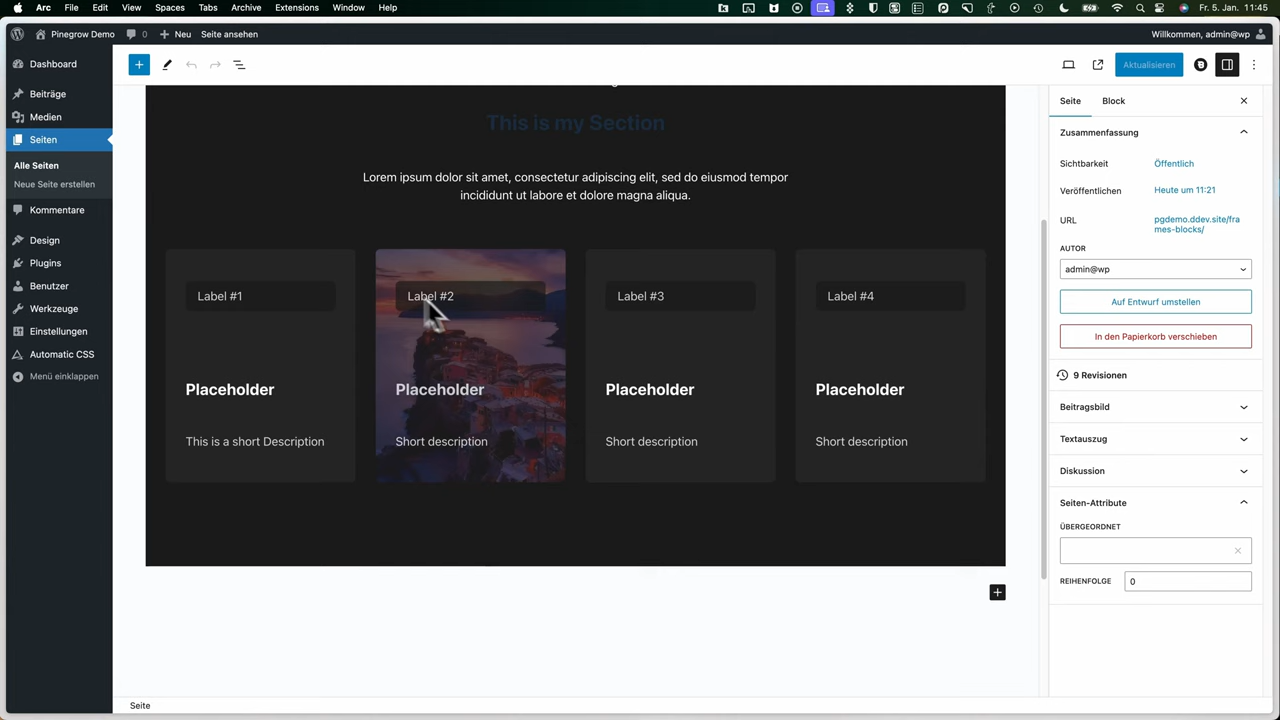 Arc File Edit View Spaces Tabs Archive Extensions Window Help Fr. 5. Jan. 11:45
Pinegrow Demo 0 Neu Seite ansehen Willkommen, admin@wp
Dashboard
Beiträge
Medien
Seiten
Alle Seiten
Neue Seite erstellen
Kommentare
Design
Plugins
Benutzer
Werkzeuge
Einstellungen
Automatic CSS
Menü einklappen
Aktualisieren
This is my Section
Lorem ipsum dolor sit amet, consectetur adipiscing elit, sed do eiusmod tempor
incididunt ut labore et dolore magna aliqua.
Label #1
Placeholder
This is a short Description
Label #2
Placeholder
Short description
Label #3
Placeholder
Short description
Label #4
Placeholder
Short description
Seite Block
Zusammenfassung
Sichtbarkeit Öffentlich
Veröffentlichen Heute um 11:21
URL pgdemo.ddev.site/fra
mes-blocks/
AUTOR
admin@wp
Auf Entwurf umstellen
In den Papierkorb verschieben
9 Revisionen
Beitragsbild
Textauszug
Diskussion
Seiten-Attribute
ÜBERGEORDNET
REIHENFOLGE 0
Seite